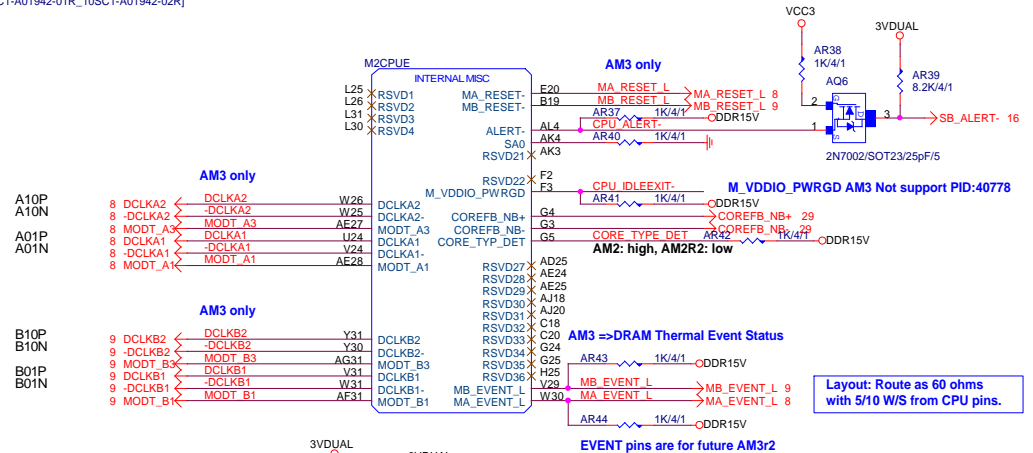 VCC3
3VDUAL
AR38
1K/4/1
AQ6
AR39
8.2K/4/1
2
G
D
S
1
3
SB_ALERT- 16
2N7002/SOT23/25pF/5
M2CPUE
INTERNAL MISC
AM3 only
L25 RSVD1
L26 RSVD2
L31 RSVD3
L30 RSVD4
MA_RESET- E20 MA_RESET_L MA_RESET_L 8
MB_RESET- B19 MB_RESET_L MB_RESET_L 9
AR37 1K/4/1 DDR15V
ALERT- AL4 CPU_ALERT-
SA0 AK4 AR40 1K/4/1
RSVD21 AK3
RSVD22 F2
M_VDDIO_PWRGD F3 CPU_IDLEEXIT- M_VDDIO_PWRGD AM3 Not support PID:40778
AR41 1K/4/1 DDR15V
COREFB_NB+ G4 COREFB_NB+ 29
COREFB_NB- G3 COREFB_NB- 29
CORE_TYP_DET G5 CORE_TYPE_DET AR42 1K/4/1 DDR15V
AM2: high, AM2R2: low
AM3 only
A10P
A10N
8 DCLKA2 DCLKA2 W26 DCLKA2
8 -DCLKA2 -DCLKA2 W25 DCLKA2-
8 MODT_A3 MODT_A3 AE27 MODT_A3
A01P
A01N
8 DCLKA1 DCLKA1 U24 DCLKA1
8 -DCLKA1 -DCLKA1 V24 DCLKA1-
8 MODT_A1 MODT_A1 AE28 MODT_A1
RSVD27 AD25
RSVD28 AE24
RSVD29 AE25
RSVD30 AJ18
RSVD31 AJ20
RSVD32 C18
RSVD33 C20
RSVD34 G24
RSVD35 G25
RSVD36 H25
AM3 only
B10P
B10N
9 DCLKB2 DCLKB2 Y31 DCLKB2
9 -DCLKB2 -DCLKB2 Y30 DCLKB2-
9 MODT_B3 MODT_B3 AG31 MODT_B3
B01P
B01N
9 DCLKB1 DCLKB1 V31 DCLKB1
9 -DCLKB1 -DCLKB1 W31 DCLKB1-
9 MODT_B1 MODT_B1 AF31 MODT_B1
AM3 =>DRAM Thermal Event Status
AR43 1K/4/1 DDR15V
MB_EVENT_L V29 MB_EVENT_L MB_EVENT_L 9
MA_EVENT_L W30 MA_EVENT_L MA_EVENT_L 8
AR44 1K/4/1 DDR15V
EVENT pins are for future AM3r2
Layout: Route as 60 ohms
with 5/10 W/S from CPU pins.
3VDUAL